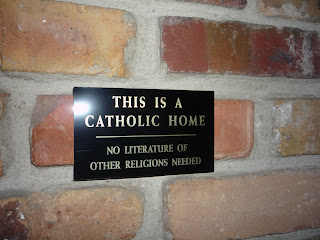 THIS IS A
CATHOLIC HOME
NO LITERATURE OF
OTHER RELIGIONS NEEDED